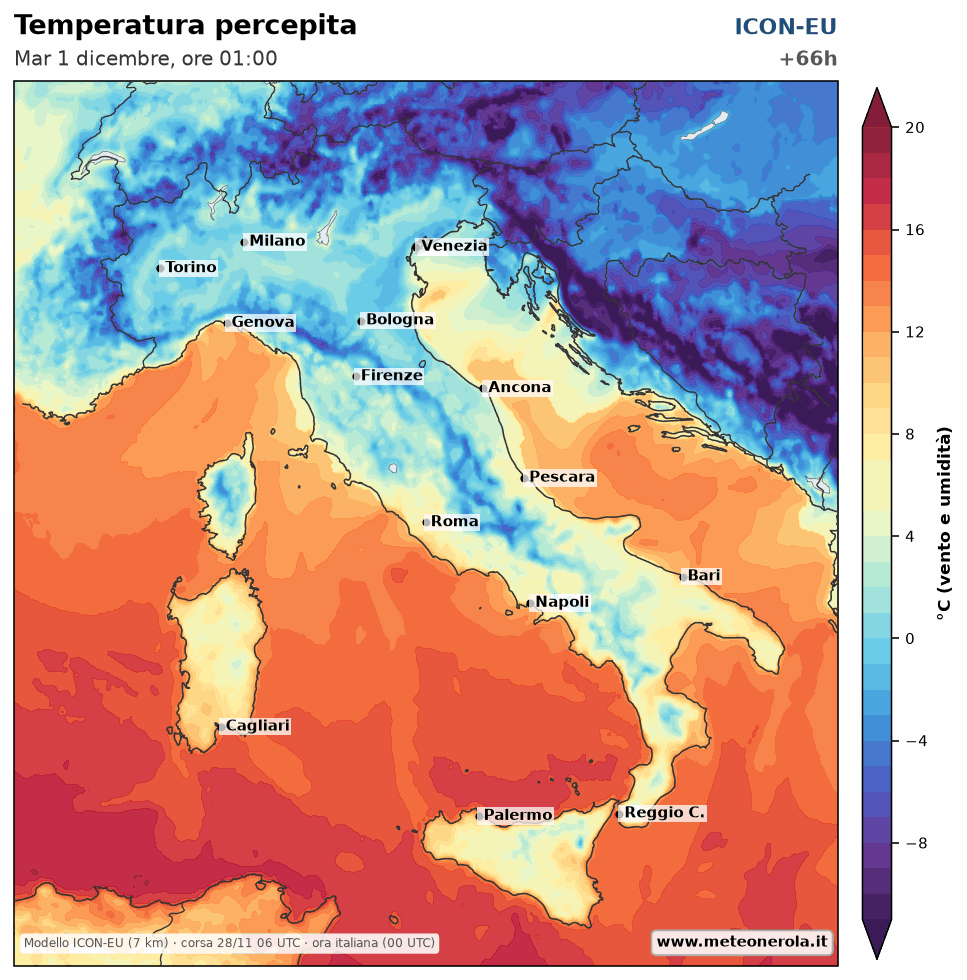 Temperatura percepita
ICON-EU
Mar 1 dicembre, ore 01:00
+66h
20
16
12
8
4
0
−4
−8
°C (vento e umidità)
Milano
Venezia
Torino
Genova
Bologna
Firenze
Ancona
Pescara
Roma
Bari
Napoli
Cagliari
Palermo
Reggio C.
Modello ICON-EU (7 km) · corsa 28/11 06 UTC · ora italiana (00 UTC)
www.meteonerola.it